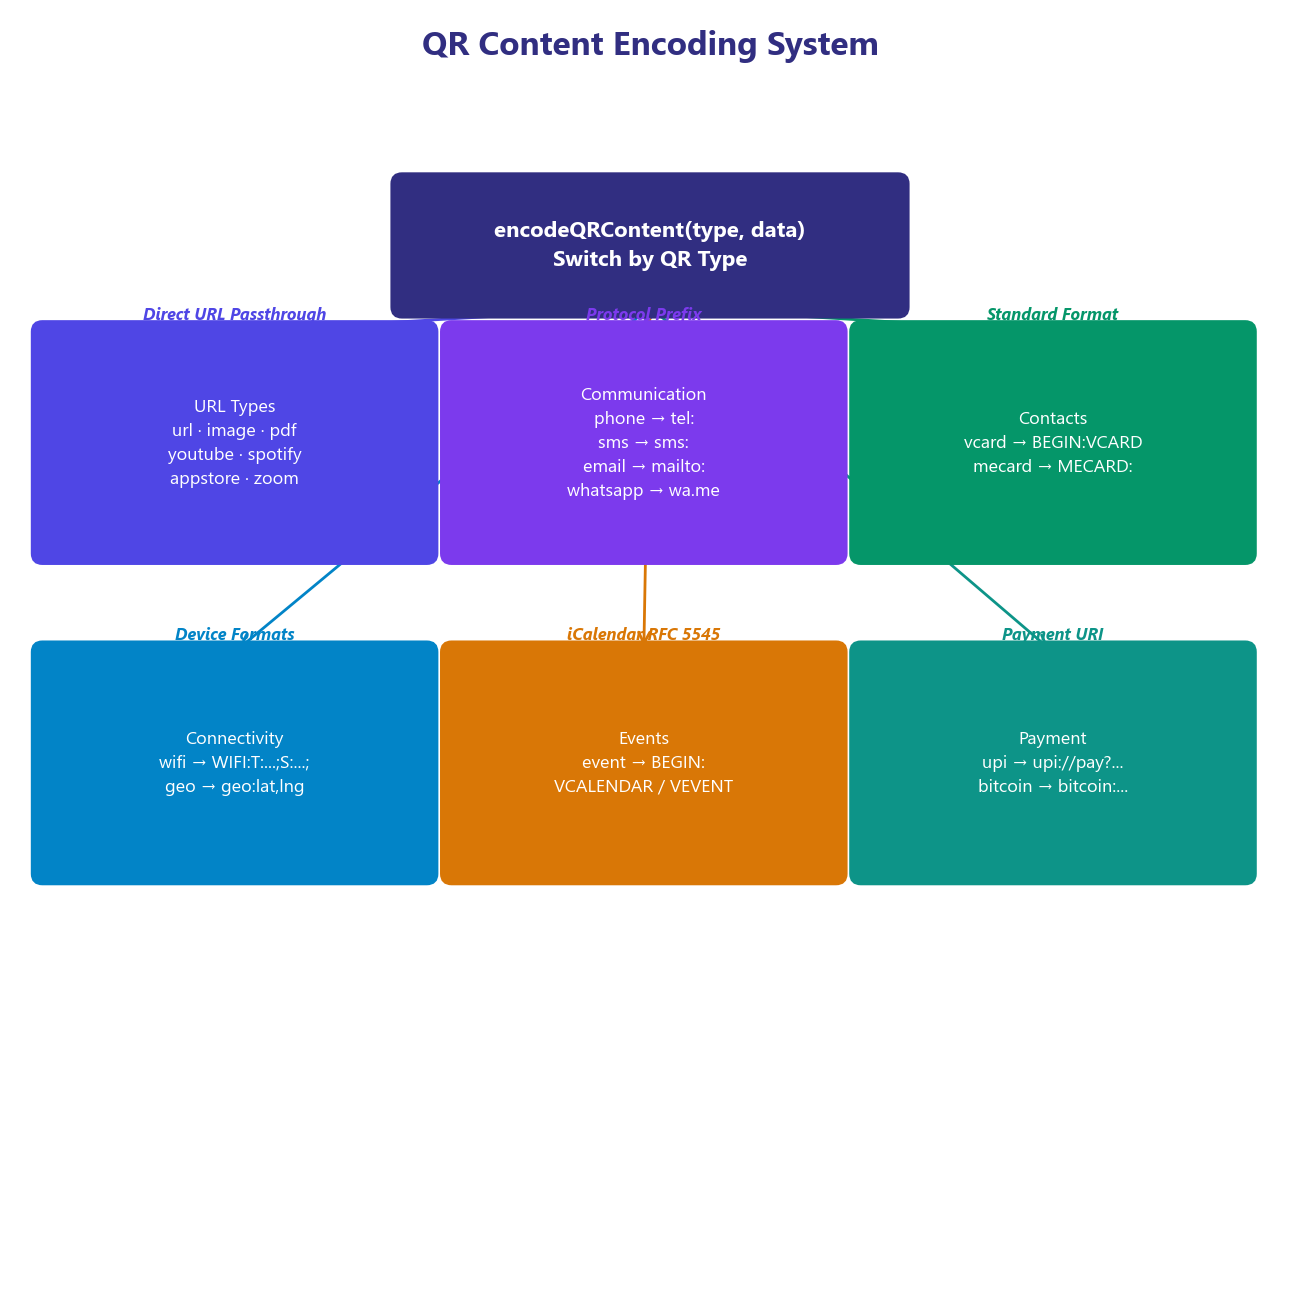 QR Content Encoding System
encodeQRContent(type, data)
Switch by QR Type
Direct URL Passthrough
Protocol Prefix
Standard Format
URL Types
url · image · pdf
youtube · spotify
appstore · zoom
Communication
phone → tel:
sms → sms:
email → mailto:
whatsapp → wa.me
Contacts
vcard → BEGIN:VCARD
mecard → MECARD:
Device Formats
iCalendar RFC 5545
Payment URI
Connectivity
wifi → WIFI:T:...;S:...;
geo → geo:lat,lng
Events
event → BEGIN:
VCALENDAR / VEVENT
Payment
upi → upi://pay?...
bitcoin → bitcoin:...